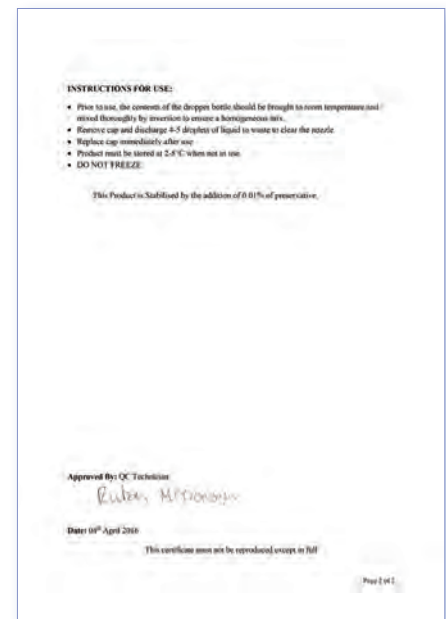 INSTRUCTIONS FOR USE:
• Prior to use, the contents of the dropper bottle should be brought to room temperature and
mixed thoroughly by inversion to ensure a homogeneous mix.
• Remove cap and discharge 4-5 droplets of liquid to waste to clear the nozzle
• Replace cap immediately after use
• Product must be stored at 2-8°C when not in use
• DO NOT FREEZE
This Product is Stabilised by the addition of 0.01% of preservative.
Approved By: QC Technician
Date: April
This certificate must not be reproduced except in full
Page 2 of 2